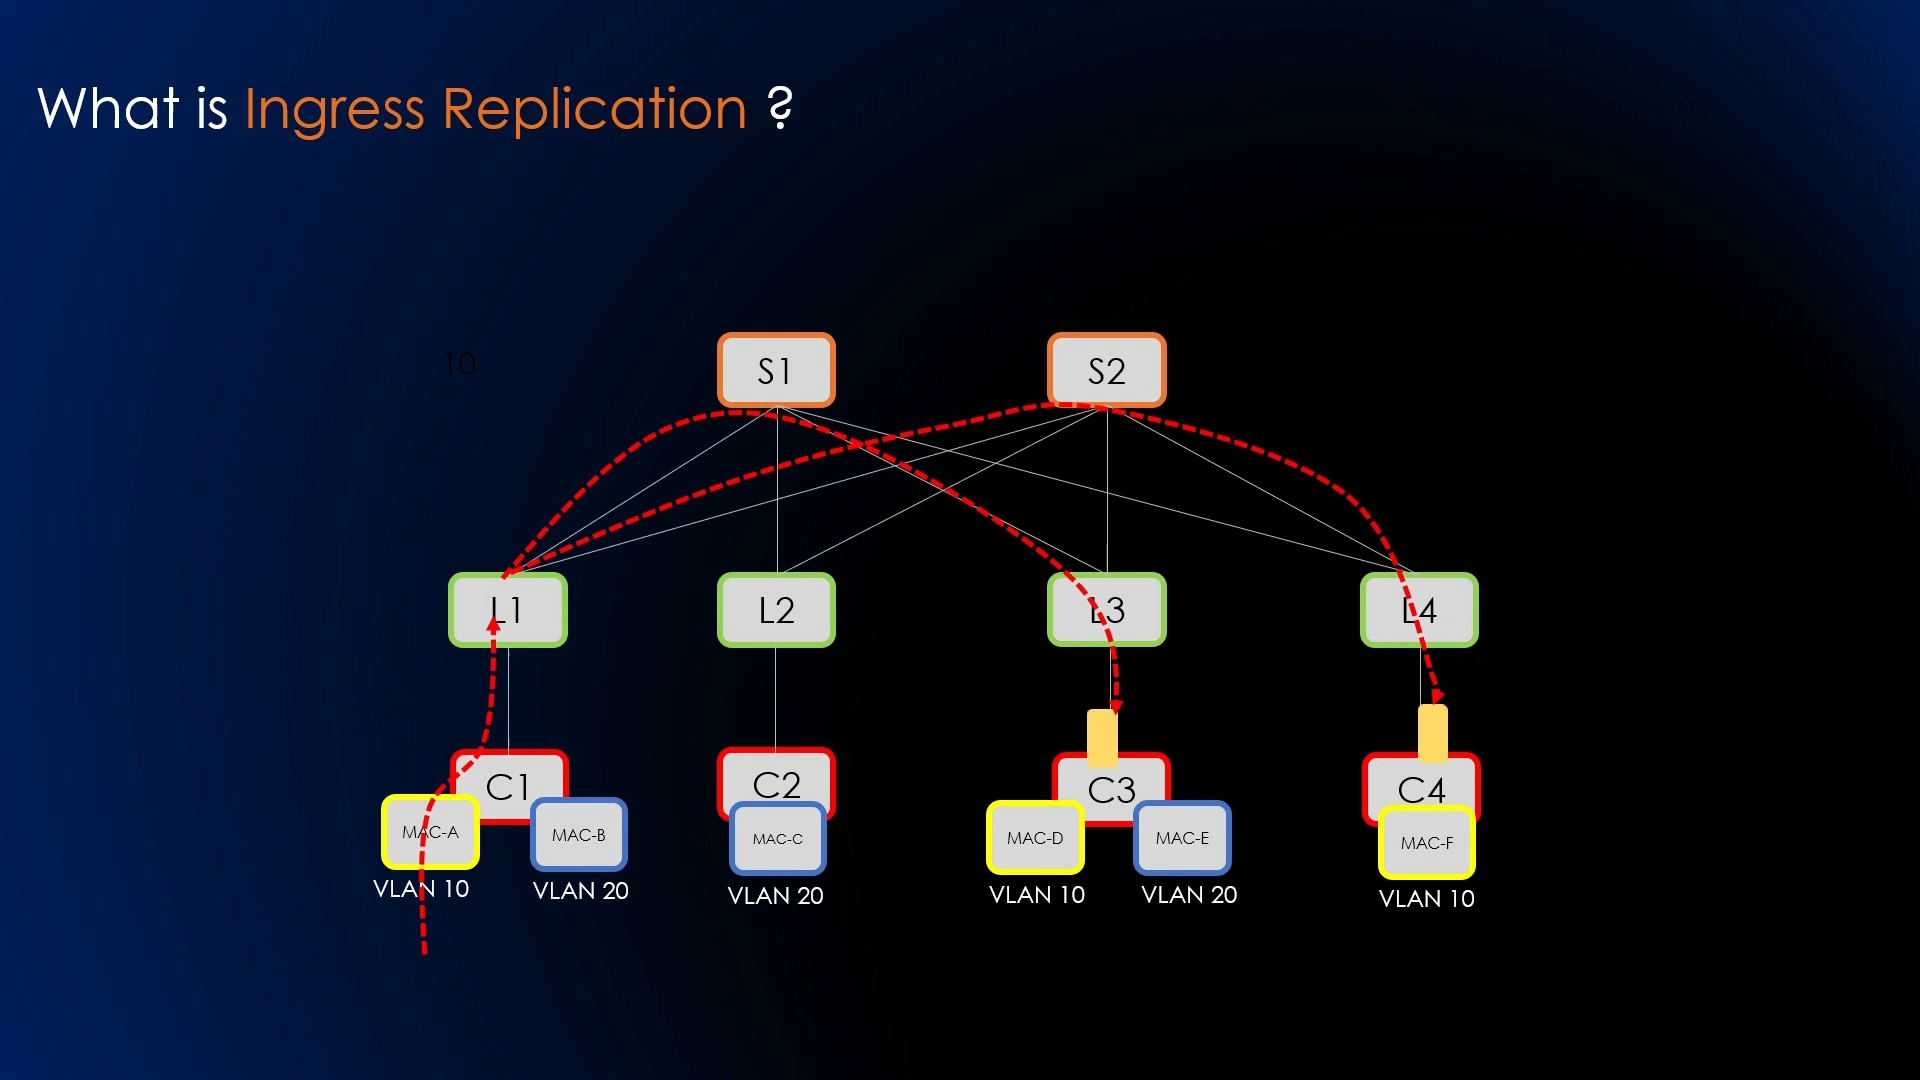 What is Ingress Replication ?
10
S1
S2
L1
L2
L3
L4
C1
C2
C3
C4
MAC-A
MAC-B
MAC-C
MAC-D
MAC-E
MAC-F
VLAN 10
VLAN 20
VLAN 20
VLAN 10
VLAN 20
VLAN 10